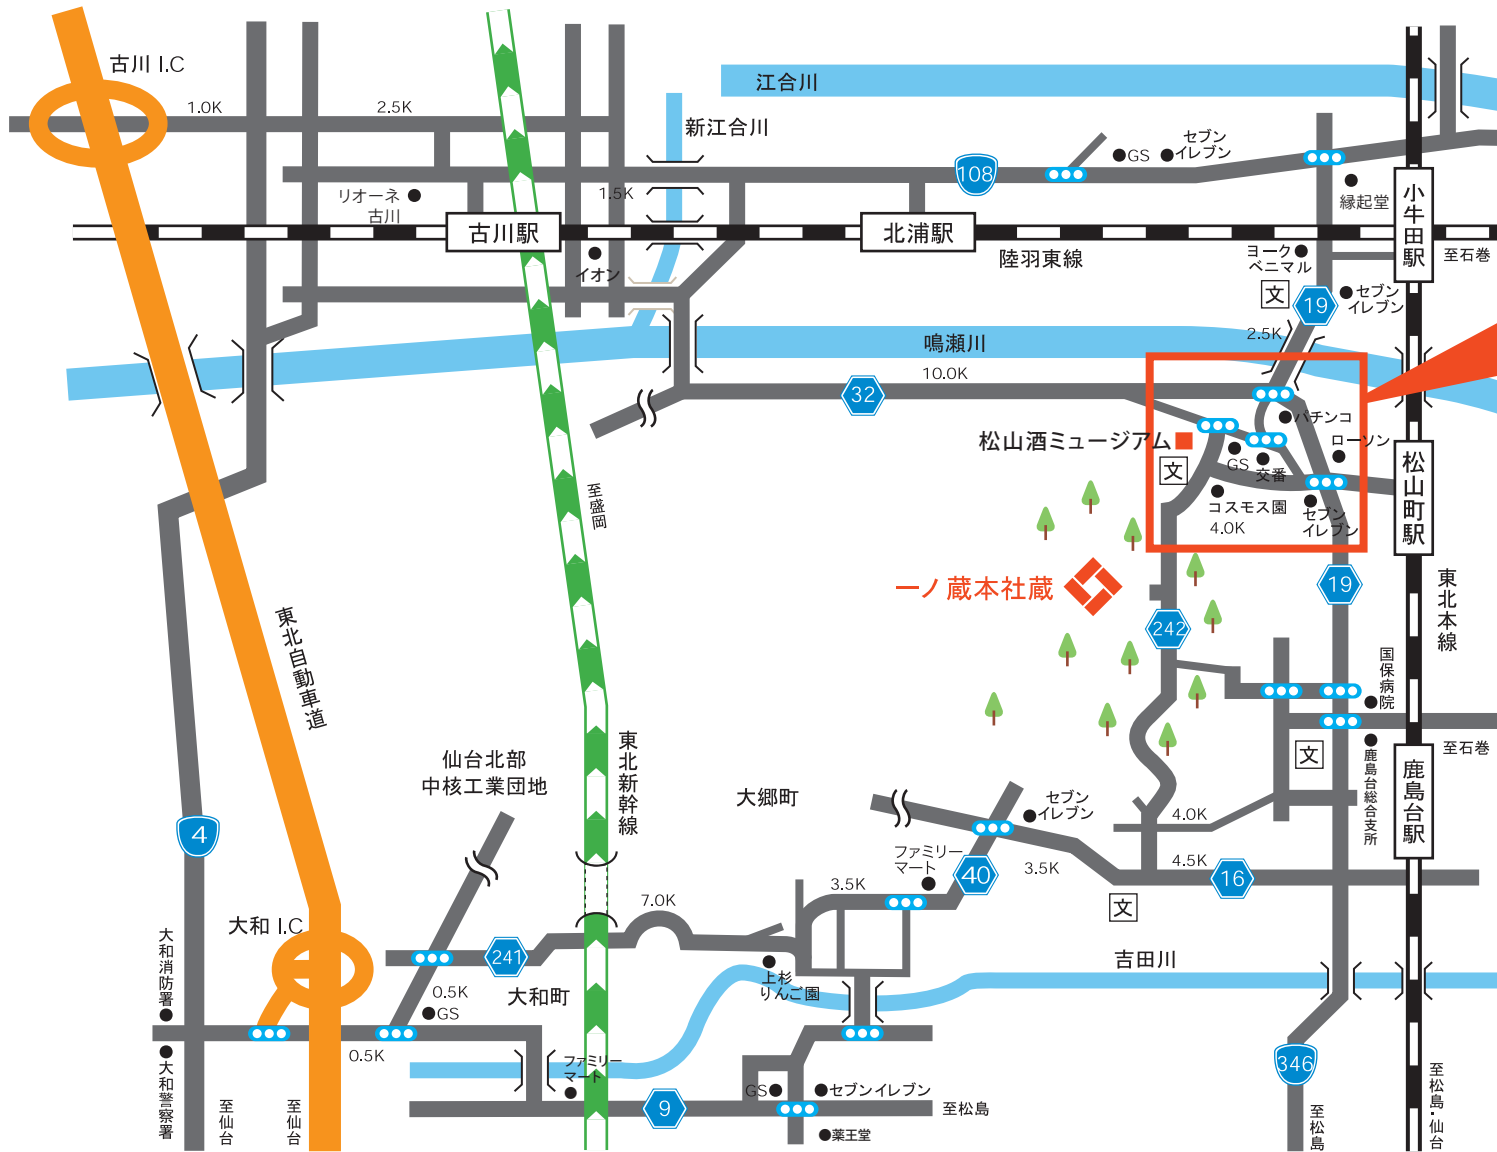 古川 I.C
1.0K
2.5K
新江合川
江合川
GS
セブン
イレブン
108
リオーネ
古川
1.5K
縁起堂
小牛田駅
古川駅
北浦駅
陸羽東線
至石巻
イオン
ヨーク
ベニマル
文
セブン
イレブン
19
2.5K
鳴瀬川
10.0K
32
パチンコ
松山酒ミュージアム
ローソン
文
GS
交番
松山町駅
コスモス園
4.0K
セブン
イレブン
至盛岡
一ノ蔵本社蔵
19
東北本線
242
東北自動車道
国保病院
仙台北部
中核工業団地
東北新幹線
文
至石巻
大郷町
セブン
イレブン
鹿島台総合支所
鹿島台駅
4
4.0K
ファミリー
マート
40
3.5K
4.5K
16
3.5K
7.0K
文
大和 I.C
大和消防署
241
吉田川
上杉
りんご園
0.5K
GS
大和町
0.5K
大和警察署
至仙台
至仙台
ファミリー
マート
9
GS
セブンイレブン
至松島
薬王堂
346
至松島
至松島・仙台